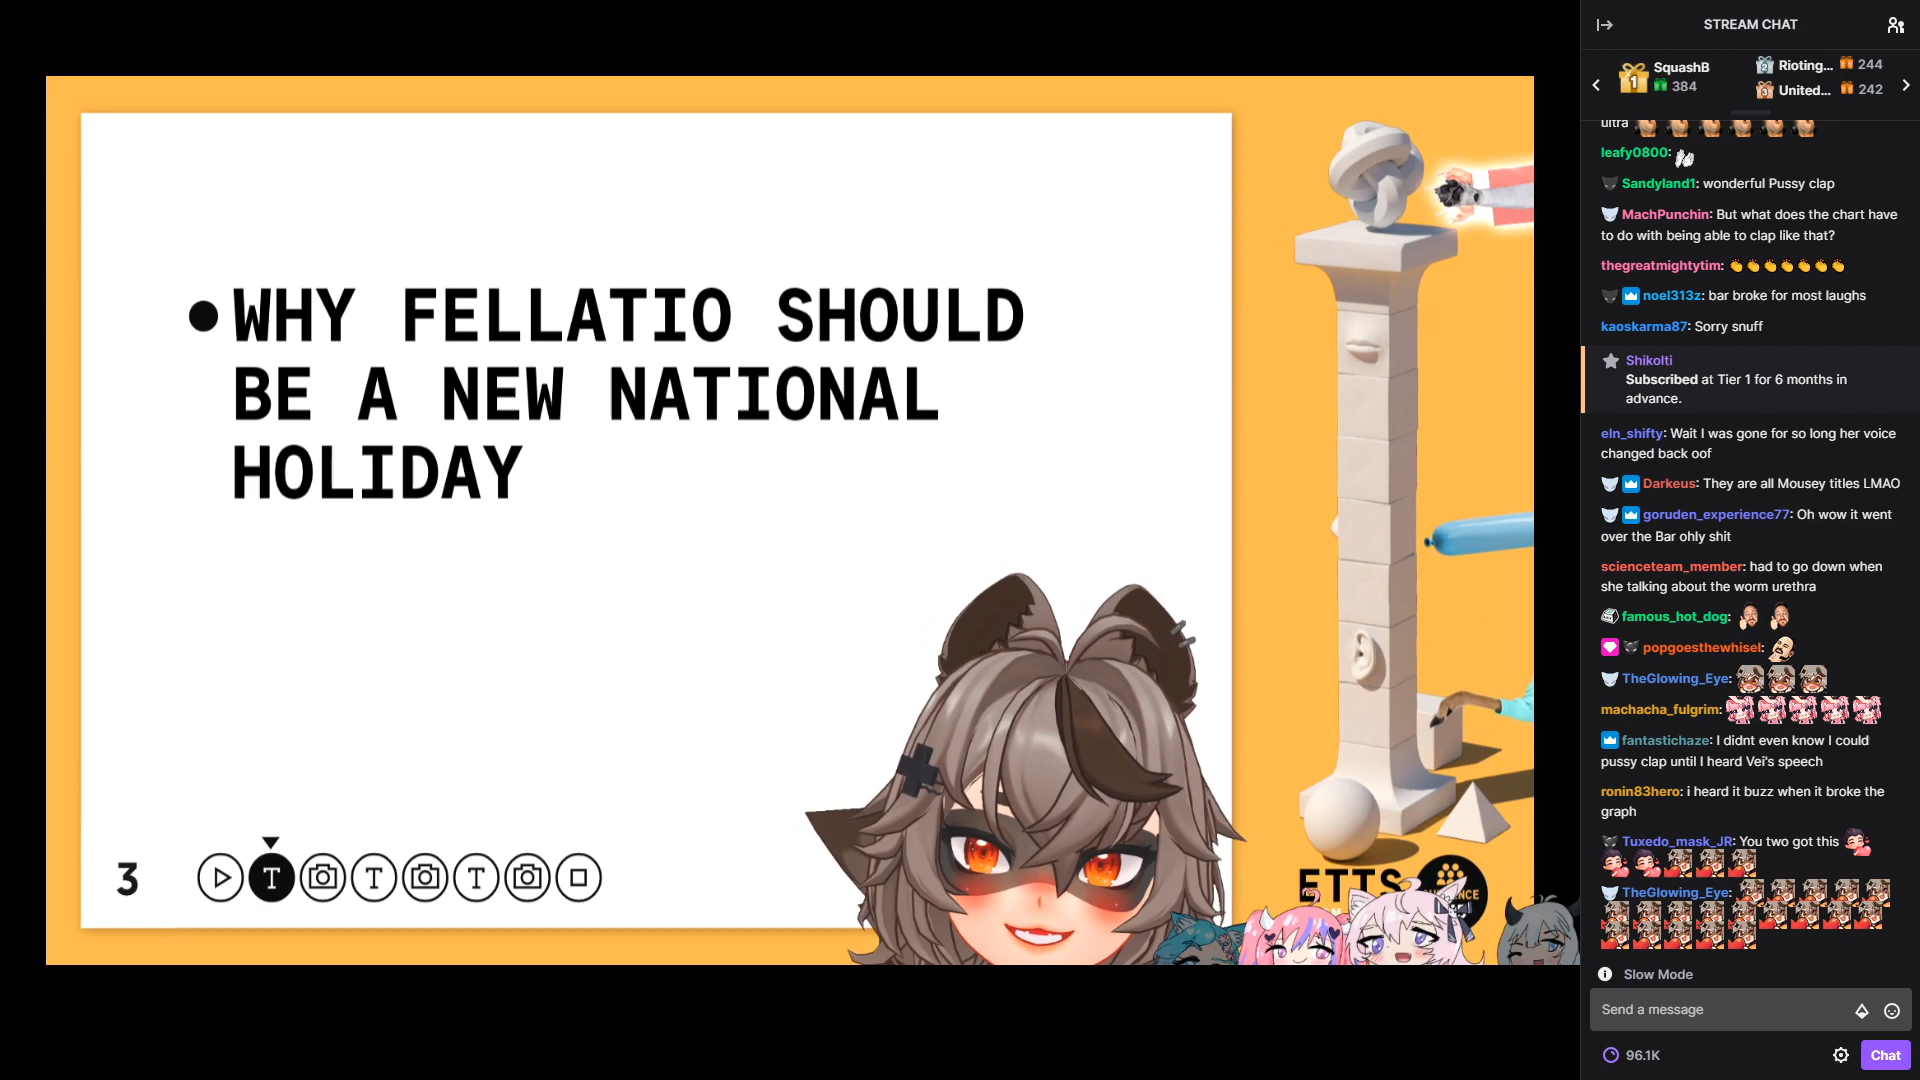 •WHY FELLATIO SHOULD
BE A NEW NATIONAL
HOLIDAY
3
T
T
T
ETTS
STREAM CHAT
1
SquashB
384
2
Rioting...
244
3
United...
242
ultra
leafy0800:
Sandyland1: wonderful Pussy clap
MachPunchin: But what does the chart have
to do with being able to clap like that?
thegreatmightytim: 👏👏👏👏👏👏👏
noel313z: bar broke for most laughs
kaoskarma87: Sorry snuff
Shikolti
Subscribed at Tier 1 for 6 months in
advance.
eln_shifty: Wait I was gone for so long her voice
changed back oof
Darkeus: They are all Mousey titles LMAO
goruden_experience77: Oh wow it went
over the Bar ohly shit
scienceteam_member: had to go down when
she talking about the worm urethra
famous_hot_dog:
popgoesthewhisel:
TheGlowing_Eye:
machacha_fulgrim:
fantastichaze: I didnt even know I could
pussy clap until I heard Vei's speech
ronin83hero: i heard it buzz when it broke the
graph
Tuxedo_mask_JR: You two got this
TheGlowing_Eye:
Slow Mode
Send a message
96.1K
Chat